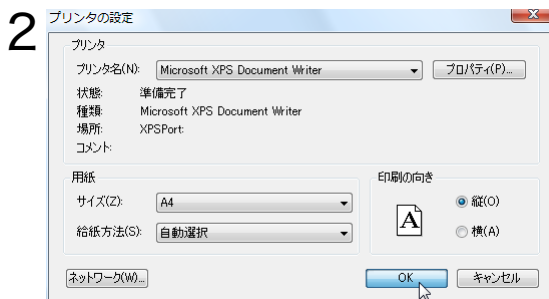 2
プリンタの設定
プリンタ
プリンタ名(N): Microsoft XPS Document Writer プロパティ(P)...
状態: 準備完了
種類: Microsoft XPS Document Writer
場所: XPSPort:
コメント:
用紙
サイズ(Z): A4
給紙方法(S): 自動選択
印刷の向き
A
縦(O)
横(A)
ネットワーク(W)... OK キャンセル